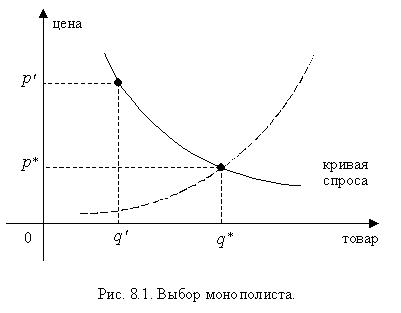 цена
p'
p*
кривая
спроса
0
q'
q*
товар
Рис. 8.1. Выбор монополиста.